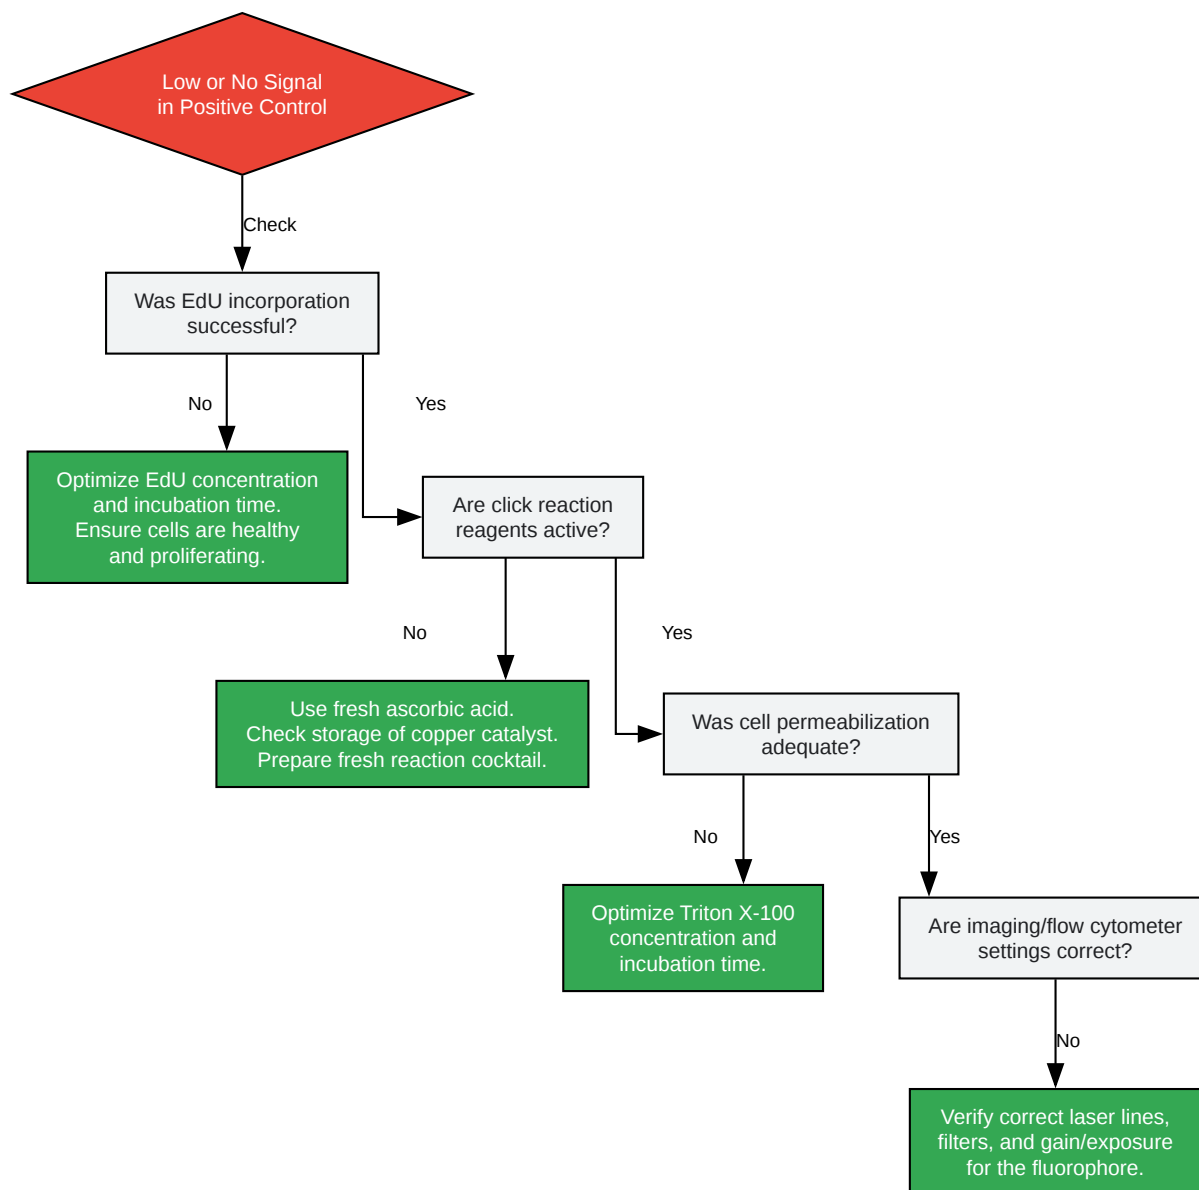 Low or No Signal
in Positive Control
Check
Was EdU incorporation
successful?
No
Yes
Optimize EdU concentration
and incubation time.
Ensure cells are healthy
and proliferating.
Are click reaction
reagents active?
No
Yes
Use fresh ascorbic acid.
Check storage of copper catalyst.
Prepare fresh reaction cocktail.
Was cell permeabilization
adequate?
No
Yes
Optimize Triton X-100
concentration and
incubation time.
Are imaging/flow cytometer
settings correct?
No
Verify correct laser lines,
filters, and gain/exposure
for the fluorophore.